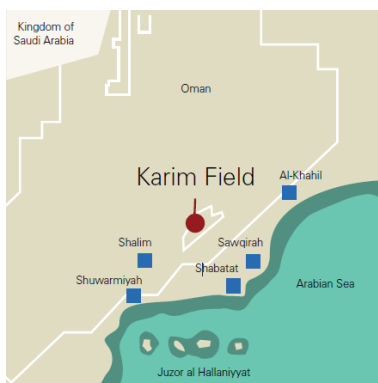 Kingdom of
Saudi Arabia
Oman
Karim Field
Al-Khahil
Shalim
Sawqirah
Shabatat
Shuwarmiyah
Arabian Sea
Juzor al Hallaniyyat